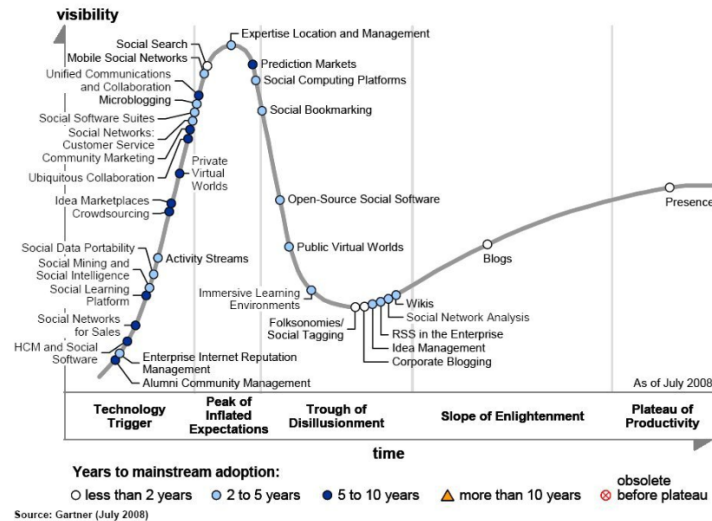 visibility
Expertise Location and Management
Social Search
Mobile Social Networks
Prediction Markets
Unified Communications
and Collaboration
Social Computing Platforms
Microblogging
Social Software Suites
Social Bookmarking
Social Networks:
Customer Service
Community Marketing
Ubiquitous Collaboration
Private
Virtual
Worlds
Idea Marketplaces
Crowdsourcing
Open-Source Social Software
Presence
Social Data Portability
Activity Streams
Public Virtual Worlds
Blogs
Social Mining and
Social Intelligence
Social Learning
Platform
Immersive Learning
Environments
Wikis
Social Network Analysis
Folksonomies/
Social Tagging
RSS in the Enterprise
Idea Management
Corporate Blogging
Social Networks
for Sales
HCM and Social
Software
Enterprise Internet Reputation
Management
Alumni Community Management
As of July 2008
Technology
Trigger
Peak of
Inflated
Expectations
Trough of
Disillusionment
Slope of Enlightenment
Plateau of
Productivity
time
Years to mainstream adoption:
less than 2 years
2 to 5 years
5 to 10 years
more than 10 years
obsolete
before plateau
Source: Gartner (July 2008)